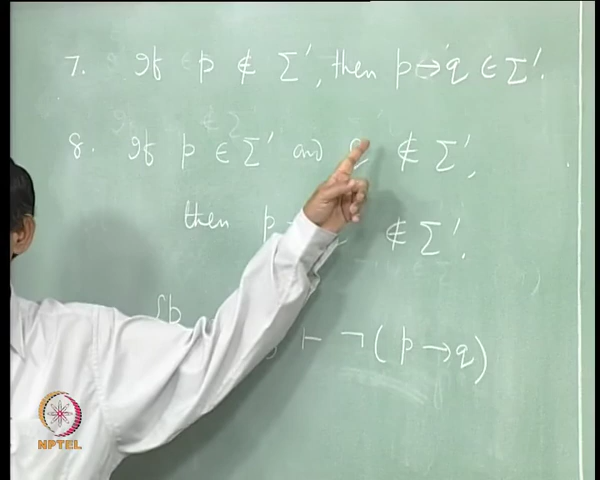 7. If p ∉ Σ', then p → q ∈ Σ'.
8. If p ∈ Σ' and ∉ Σ',
then p ∉ Σ'.
⊢ ¬(p → q)
NPTEL